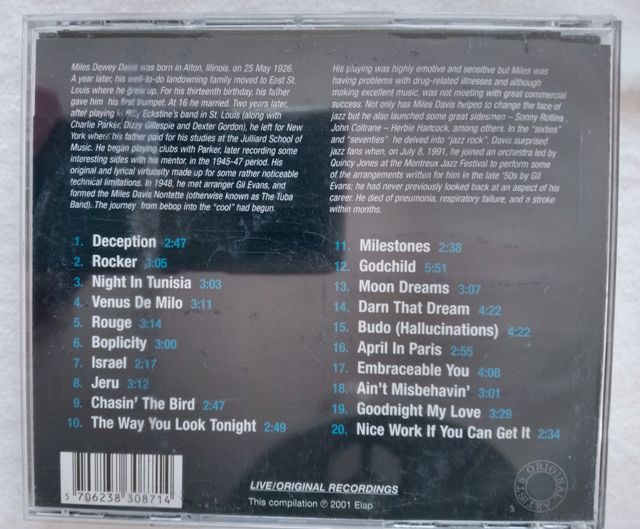 Miles Dewey Davis was born in Alton, Illinois, on 25 May 1926.
A year later, his well-to-do landowning family moved to East St.
Louis where he grew up. For his thirteenth birthday, his father
gave him his first trumpet. At 16 he married. Two years later,
after playing in Billy Eckstine's band in St. Louis (along with
Charlie Parker, Dizzy Gillespie and Dexter Gordon), he left for New
York where his father paid for his studies at the Julliard School of
Music. He began playing clubs with Parker, later recording some
interesting sides with his mentor, in the 1945-47 period. His
original and lyrical virtuosity made up for some rather noticeable
technical limitations. In 1948, he met arranger Gil Evans, and
formed the Miles Davis Nontette (otherwise known as The Tuba
Band)..The journey from bebop into the "cool" had begun.
His playing was highly emotive and sensitive but Miles was
having problems with drug-related illnesses and although
making excellent music, was not meeting with great commercial
success. Not only has Miles Davis helped to change the face of
jazz but he also launched some great sidesmen - Sonny Rollins,
John Coltrane - Herbie Hancock, among others. In the "sixties"
and "seventies" he delved into "jazz rock". Davis surprised
jazz fans when, on July 8, 1991, he joined an orchestra led by
Quincy Jones at the Montreux Jazz Festival to perform some
of the arrangements written for him in the late '50s by Gil
Evans; he had never previously looked back at an aspect of his
career. He died of pneumonia, respiratory failure, and a stroke
within months.
1. Deception 2:47
2. Rocker 3:05
3. Night In Tunisia 3:03
4. Venus De Milo 3:11
5. Rouge 3:14
6. Boplicity 3:00
7. Israel 2:17
8. Jeru 3:12
9. Chasin' The Bird 2:47
10. The Way You Look Tonight 2:49
11. Milestones 2:38
12. Godchild 5:51
13. Moon Dreams 3:07
14. Darn That Dream 4:22
15. Budo (Hallucinations) 4:22
16. April In Paris 2:55
17. Embraceable You 4:08
18. Ain't Misbehavin' 3:01
19. Goodnight My Love 3:29
20. Nice Work If You Can Get It 2:34
5 706238 308714
LIVE/ORIGINAL RECORDINGS
This compilation ℗ 2001 Elap
ORIGINAL ARTISTS